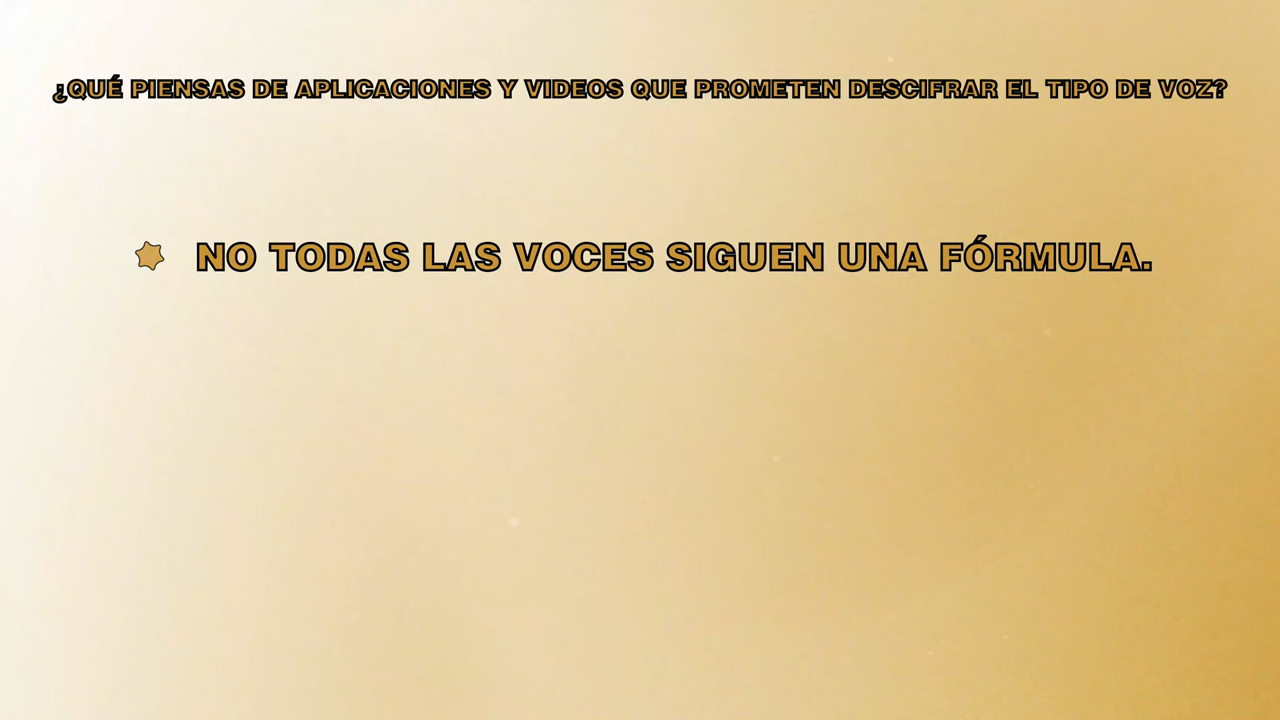 ¿QUÉ PIENSAS DE APLICACIONES Y VIDEOS QUE PROMETEN DESCIFRAR EL TIPO DE VOZ?
NO TODAS LAS VOCES SIGUEN UNA FÓRMULA.